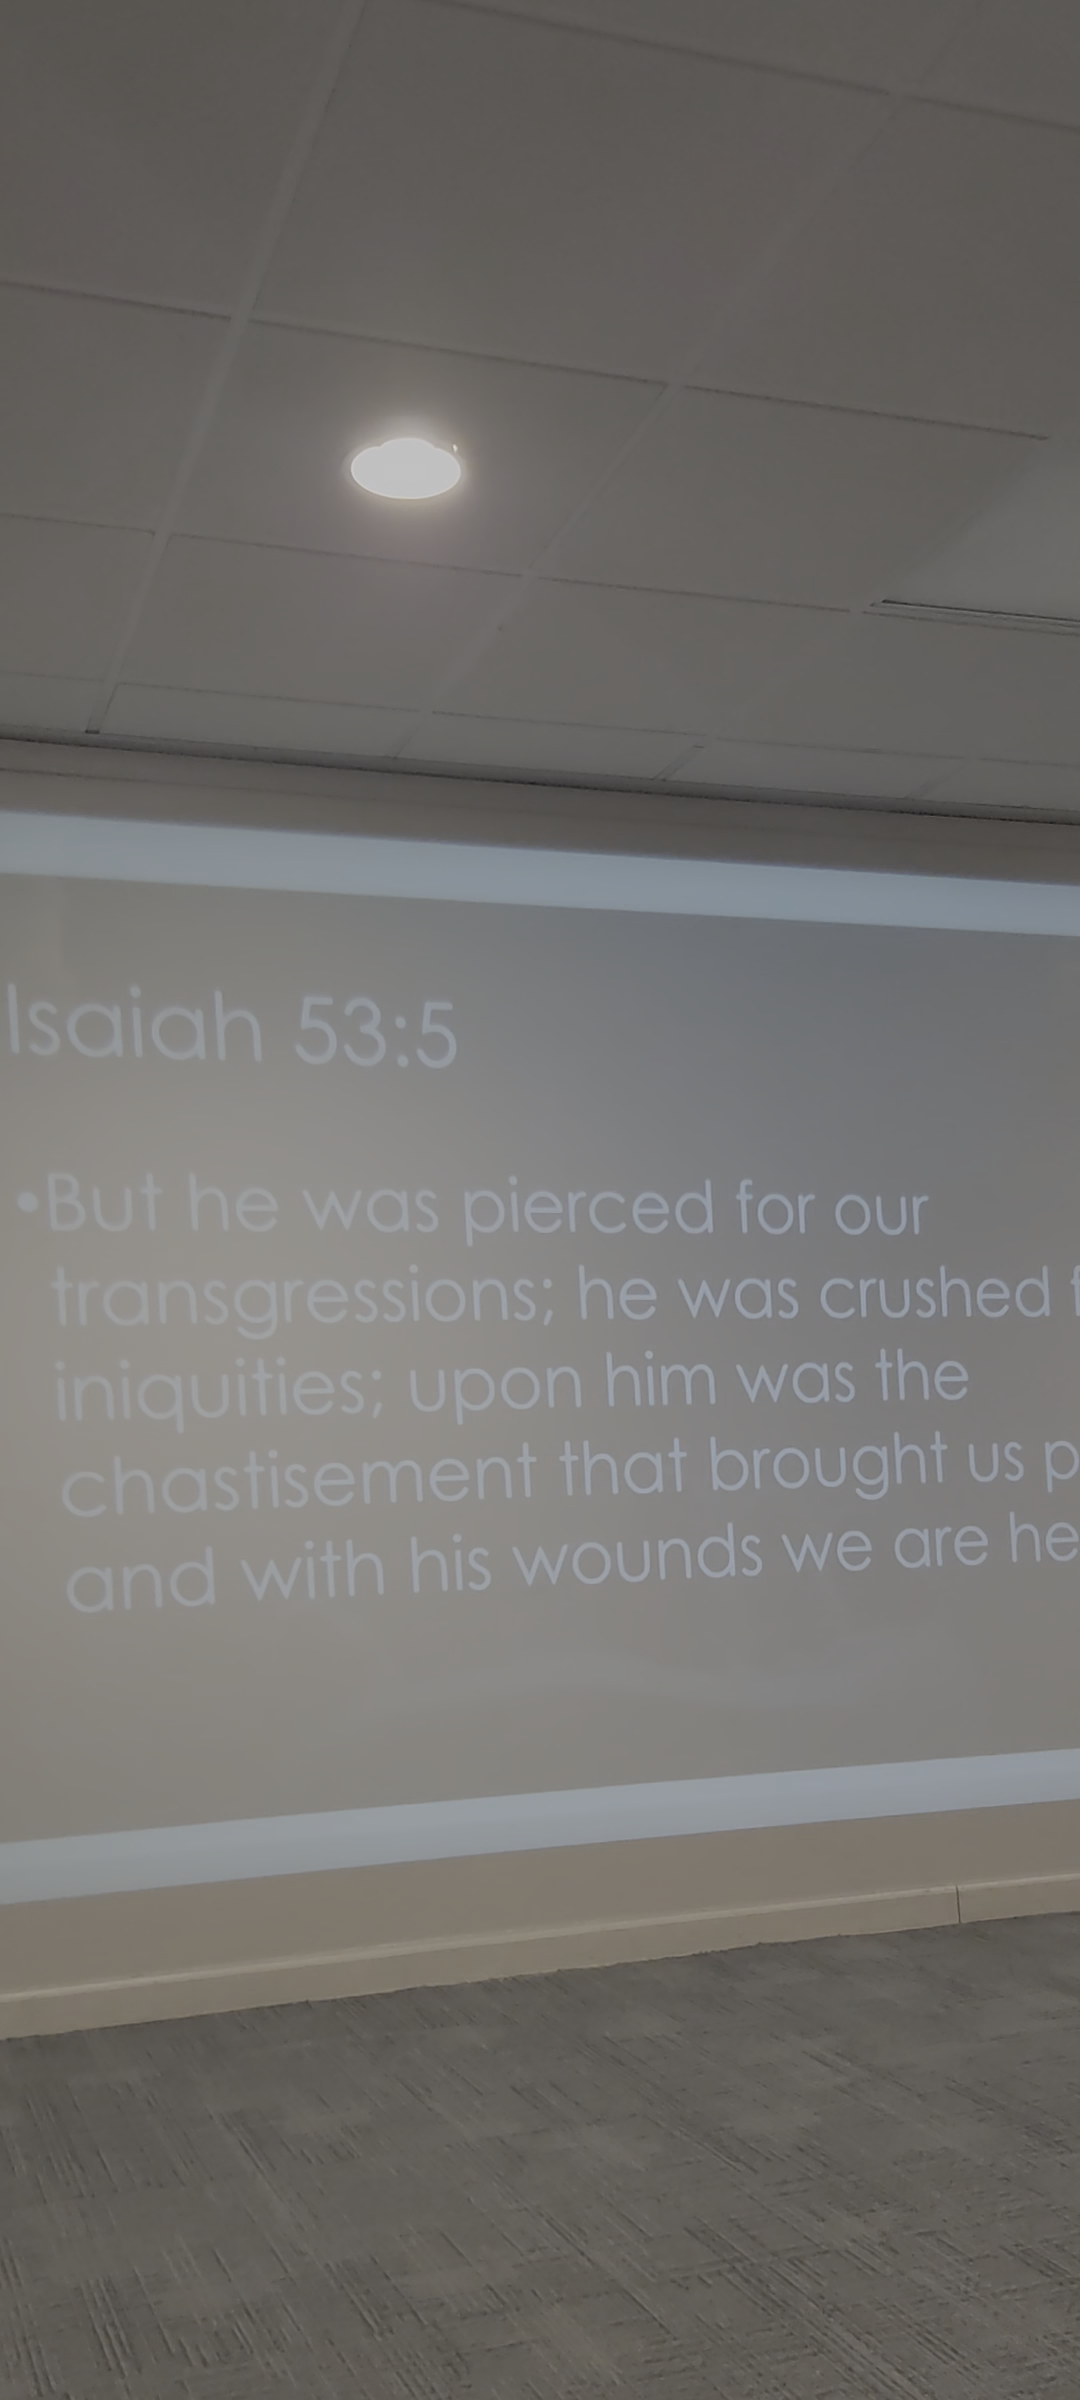 Isaiah 53:5
•But he was pierced for our
transgressions; he was crushed
iniquities; upon him was the
chastisement that brought us
and with his wounds we are